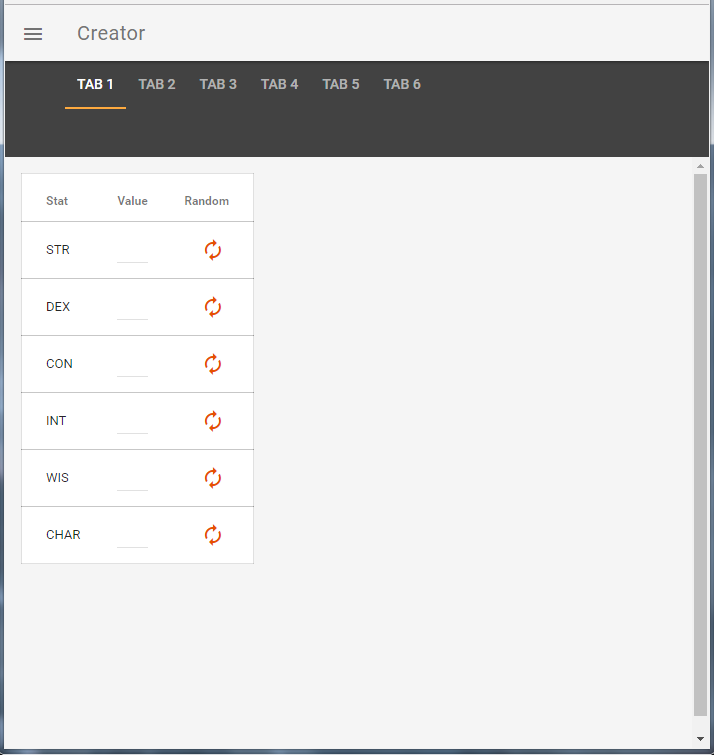 Creator
TAB 1 TAB 2 TAB 3 TAB 4 TAB 5 TAB 6
Stat Value Random
STR
DEX
CON
INT
WIS
CHAR